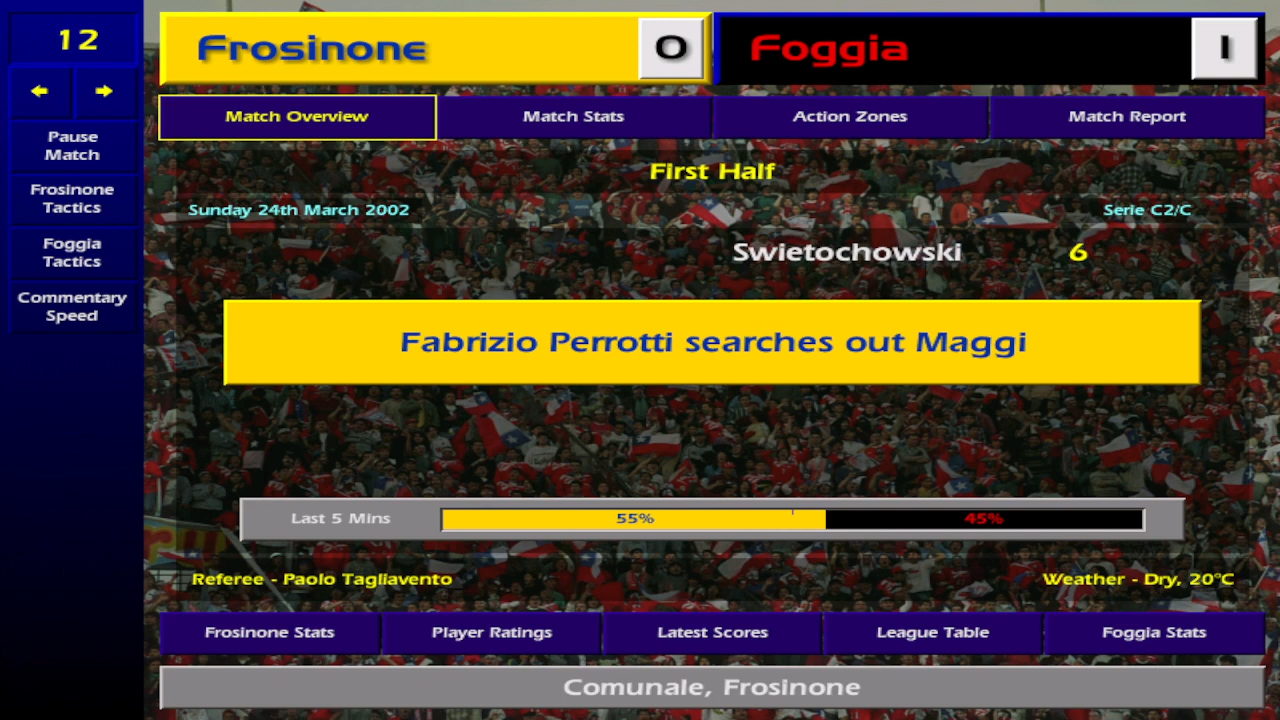 12
Frosinone 0 Foggia 1
Match Overview Match Stats Action Zones Match Report
Pause
Match
First Half
Frosinone
Tactics
Sunday 24th March 2002 Serie C2/C
Foggia
Tactics
Swietochowski 6
Commentary
Speed
Fabrizio Perrotti searches out Maggi
Last 5 Mins 55% 45%
Referee - Paolo Tagliavento Weather - Dry, 20°C
Frosinone Stats Player Ratings Latest Scores League Table Foggia Stats
Comunale, Frosinone